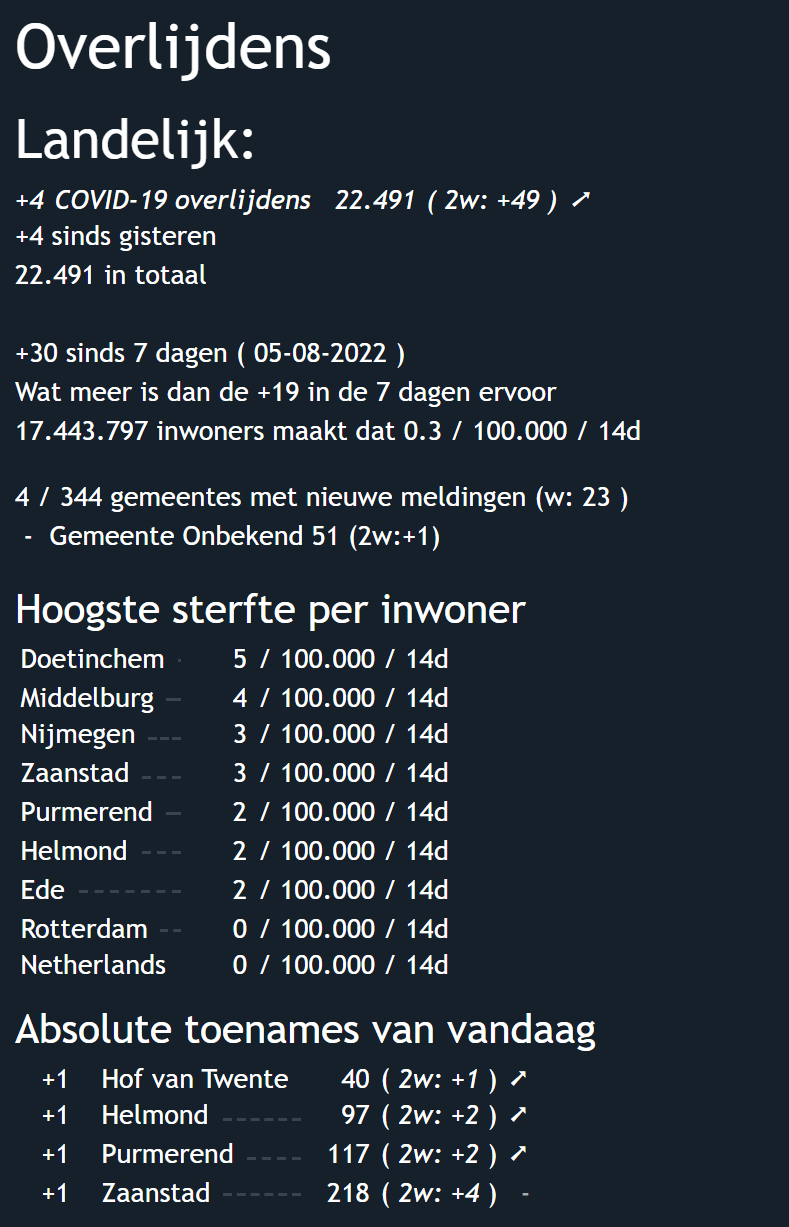 Overlijdens
Landelijk:
+4 COVID-19 overlijdens 22.491 ( 2w: +49 ) ➚
+4 sinds gisteren
22.491 in totaal
+30 sinds 7 dagen ( 05-08-2022 )
Wat meer is dan de +19 in de 7 dagen ervoor
17.443.797 inwoners maakt dat 0.3 / 100.000 / 14d
4 / 344 gemeentes met nieuwe meldingen (w: 23 )
- Gemeente Onbekend 51 (2w:+1)
Hoogste sterfte per inwoner
Doetinchem 5 / 100.000 / 14d
Middelburg 4 / 100.000 / 14d
Nijmegen 3 / 100.000 / 14d
Zaanstad 3 / 100.000 / 14d
Purmerend 2 / 100.000 / 14d
Helmond 2 / 100.000 / 14d
Ede 2 / 100.000 / 14d
Rotterdam 0 / 100.000 / 14d
Netherlands 0 / 100.000 / 14d
Absolute toenames van vandaag
+1 Hof van Twente 40 ( 2w: +1 ) ➚
+1 Helmond 97 ( 2w: +2 ) ➚
+1 Purmerend 117 ( 2w: +2 ) ➚
+1 Zaanstad 218 ( 2w: +4 ) -